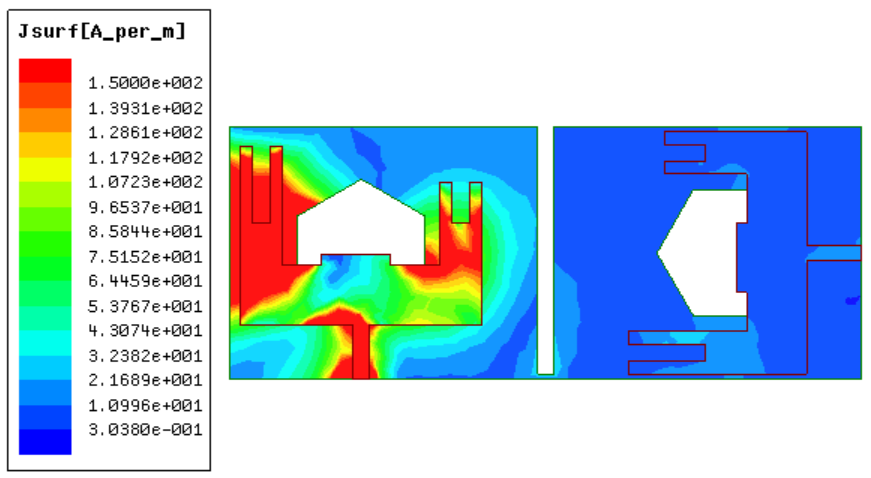 Jsurf[A_per_m]
1.5000e+002
1.3931e+002
1.2861e+002
1.1792e+002
1.0723e+002
9.6537e+001
8.5844e+001
7.5152e+001
6.4459e+001
5.3767e+001
4.3074e+001
3.2382e+001
2.1689e+001
1.0996e+001
3.0380e-001